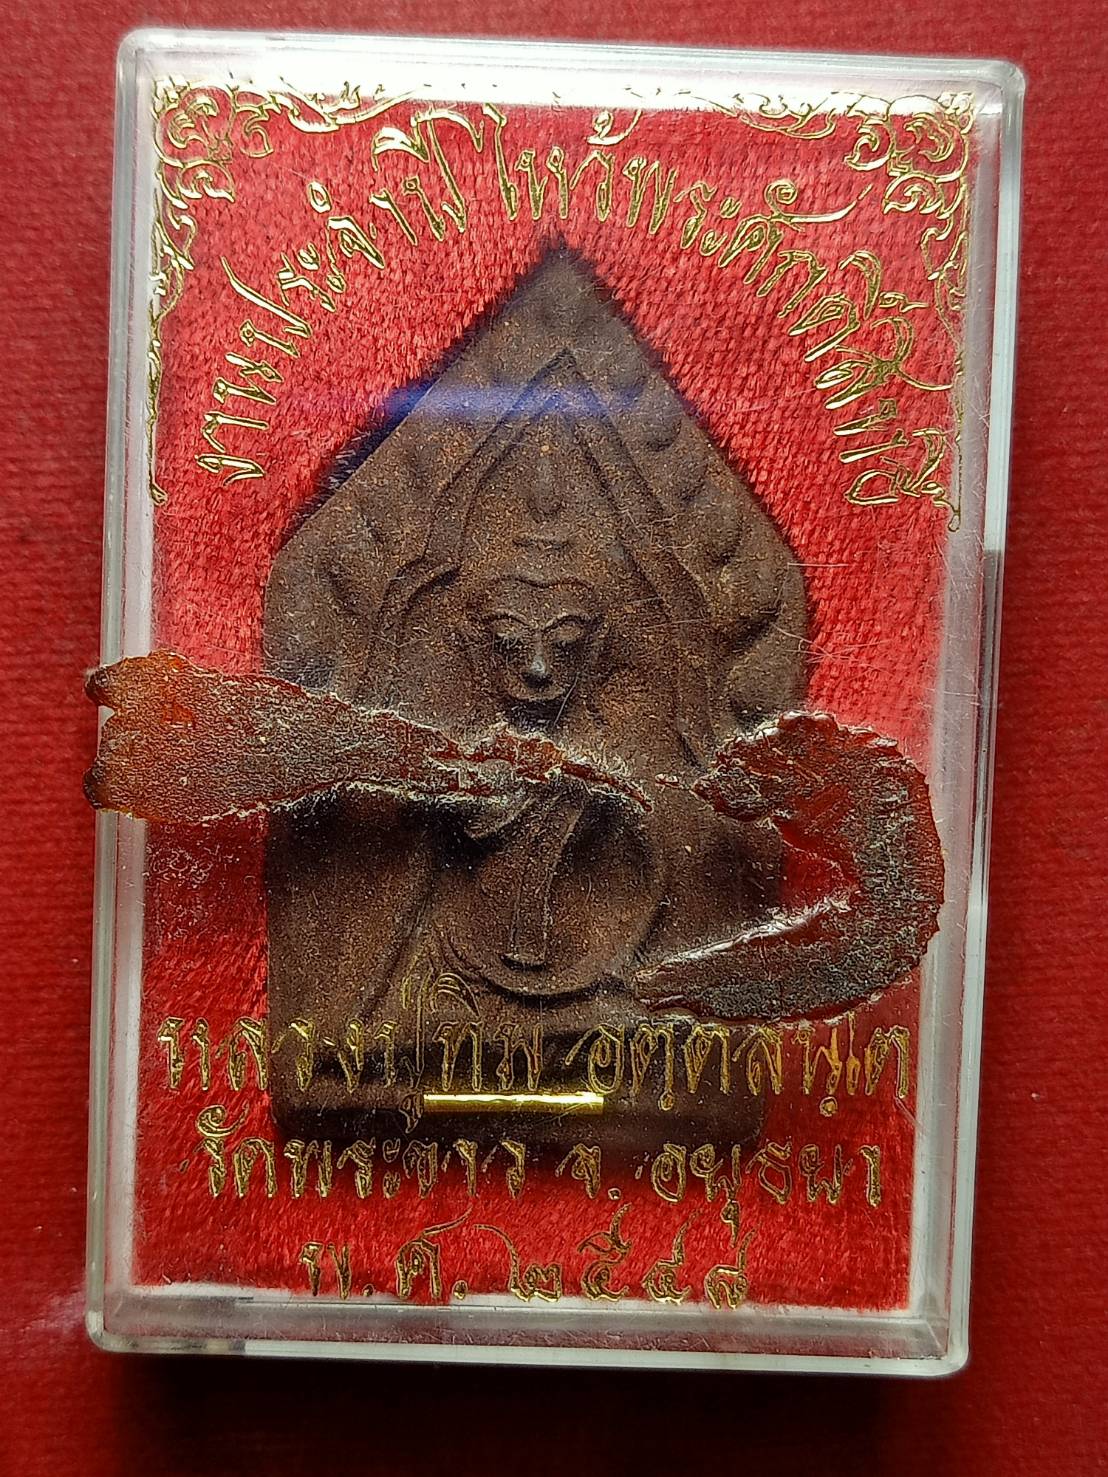 งานประจำปี ไหว้พระศักดิ์สิทธิ์
หลวงปู่ทิม อตฺตสนฺโต
วัดพระขาว จ. อยุธยา
พ.ศ. ๒๕๔๘